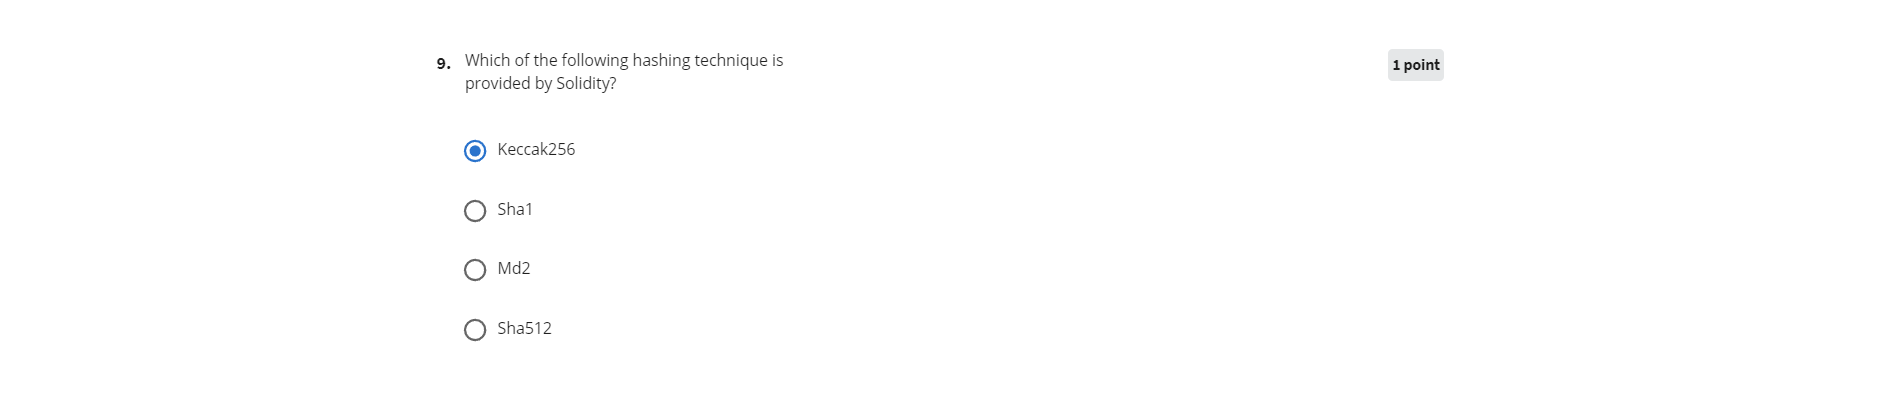 9. Which of the following hashing technique is
provided by Solidity?
1 point
Keccak256
Sha1
Md2
Sha512